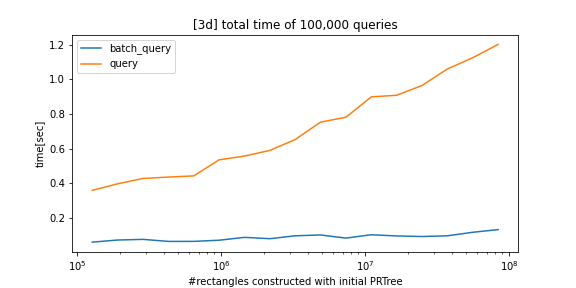 [3d] total time of 100,000 queries
batch_query
query
time[sec]
1.2
1.0
0.8
0.6
0.4
0.2
10^5
10^6
10^7
10^8
#rectangles constructed with initial PRTree